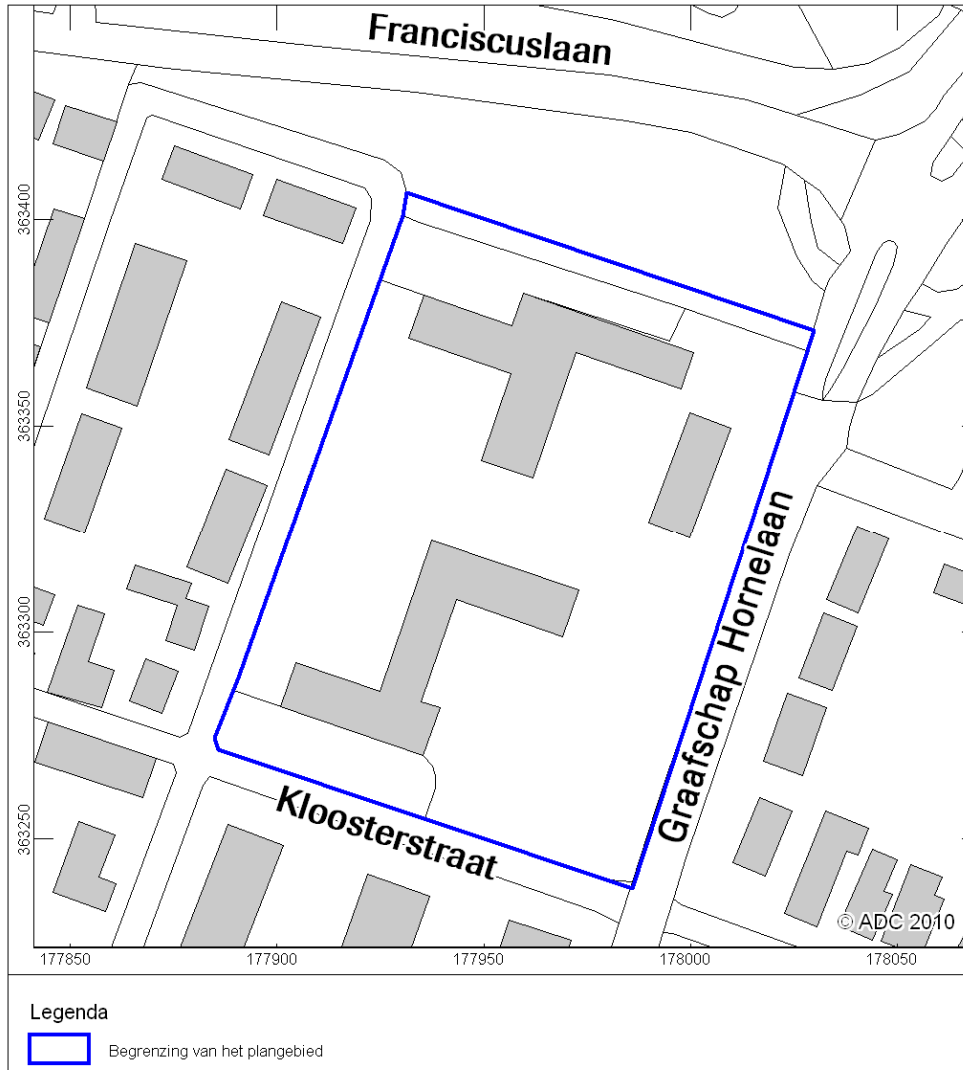 Franciscuslaan
363400
363350
363300
363250
Graafschap Hornelaan
Kloosterstraat
© ADC 2010
177850 177900 177950 178000 178050
Legenda
Begrenzing van het plangebied